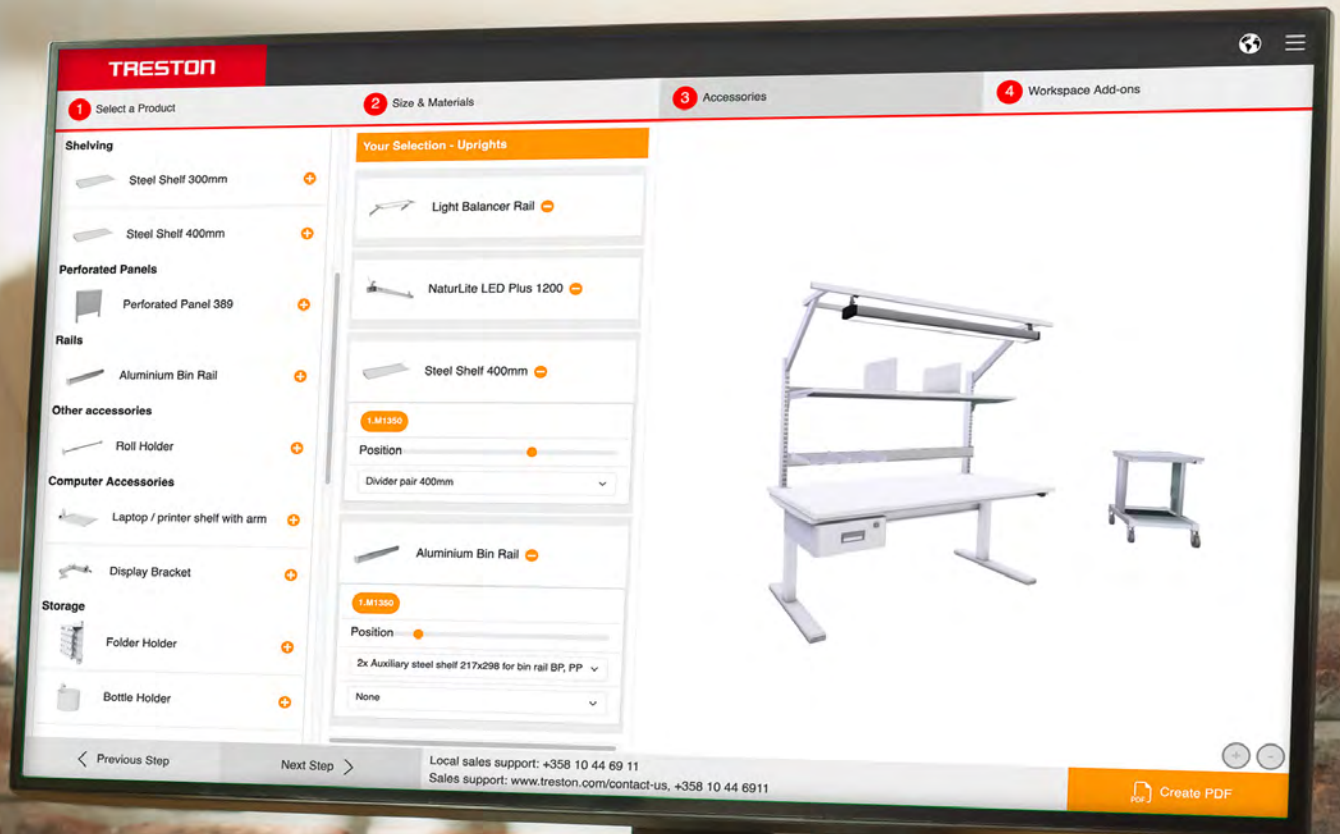 TRESTON
1 Select a Product
2 Size & Materials
3 Accessories
4 Workspace Add-ons
Shelving
Steel Shelf 300mm
Steel Shelf 400mm
Perforated Panels
Perforated Panel 389
Rails
Aluminium Bin Rail
Other accessories
Roll Holder
Computer Accessories
Laptop / printer shelf with arm
Display Bracket
Storage
Folder Holder
Bottle Holder
Your Selection - Uprights
Light Balancer Rail
NaturLite LED Plus 1200
Steel Shelf 400mm
1.M1350
Position
Divider pair 400mm
Aluminium Bin Rail
1.M1350
Position
2x Auxiliary steel shelf 217x298 for bin rail BP, PP
None
Previous Step
Next Step
Local sales support: +358 10 44 69 11
Sales support: www.treston.com/contact-us, +358 10 44 6911
PDF
Create PDF